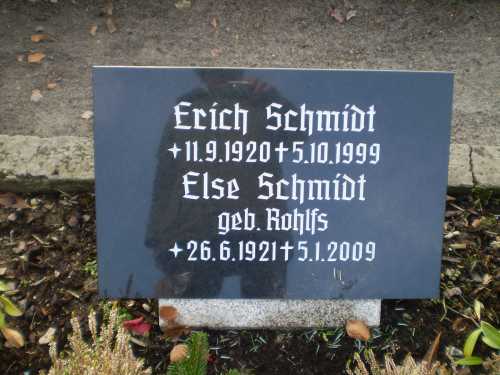 Erich Schmidt
✦11.9.1920✝5.10.1999
Else Schmidt
geb. Rohlfs
✦26.6.1921✝5.1.2009